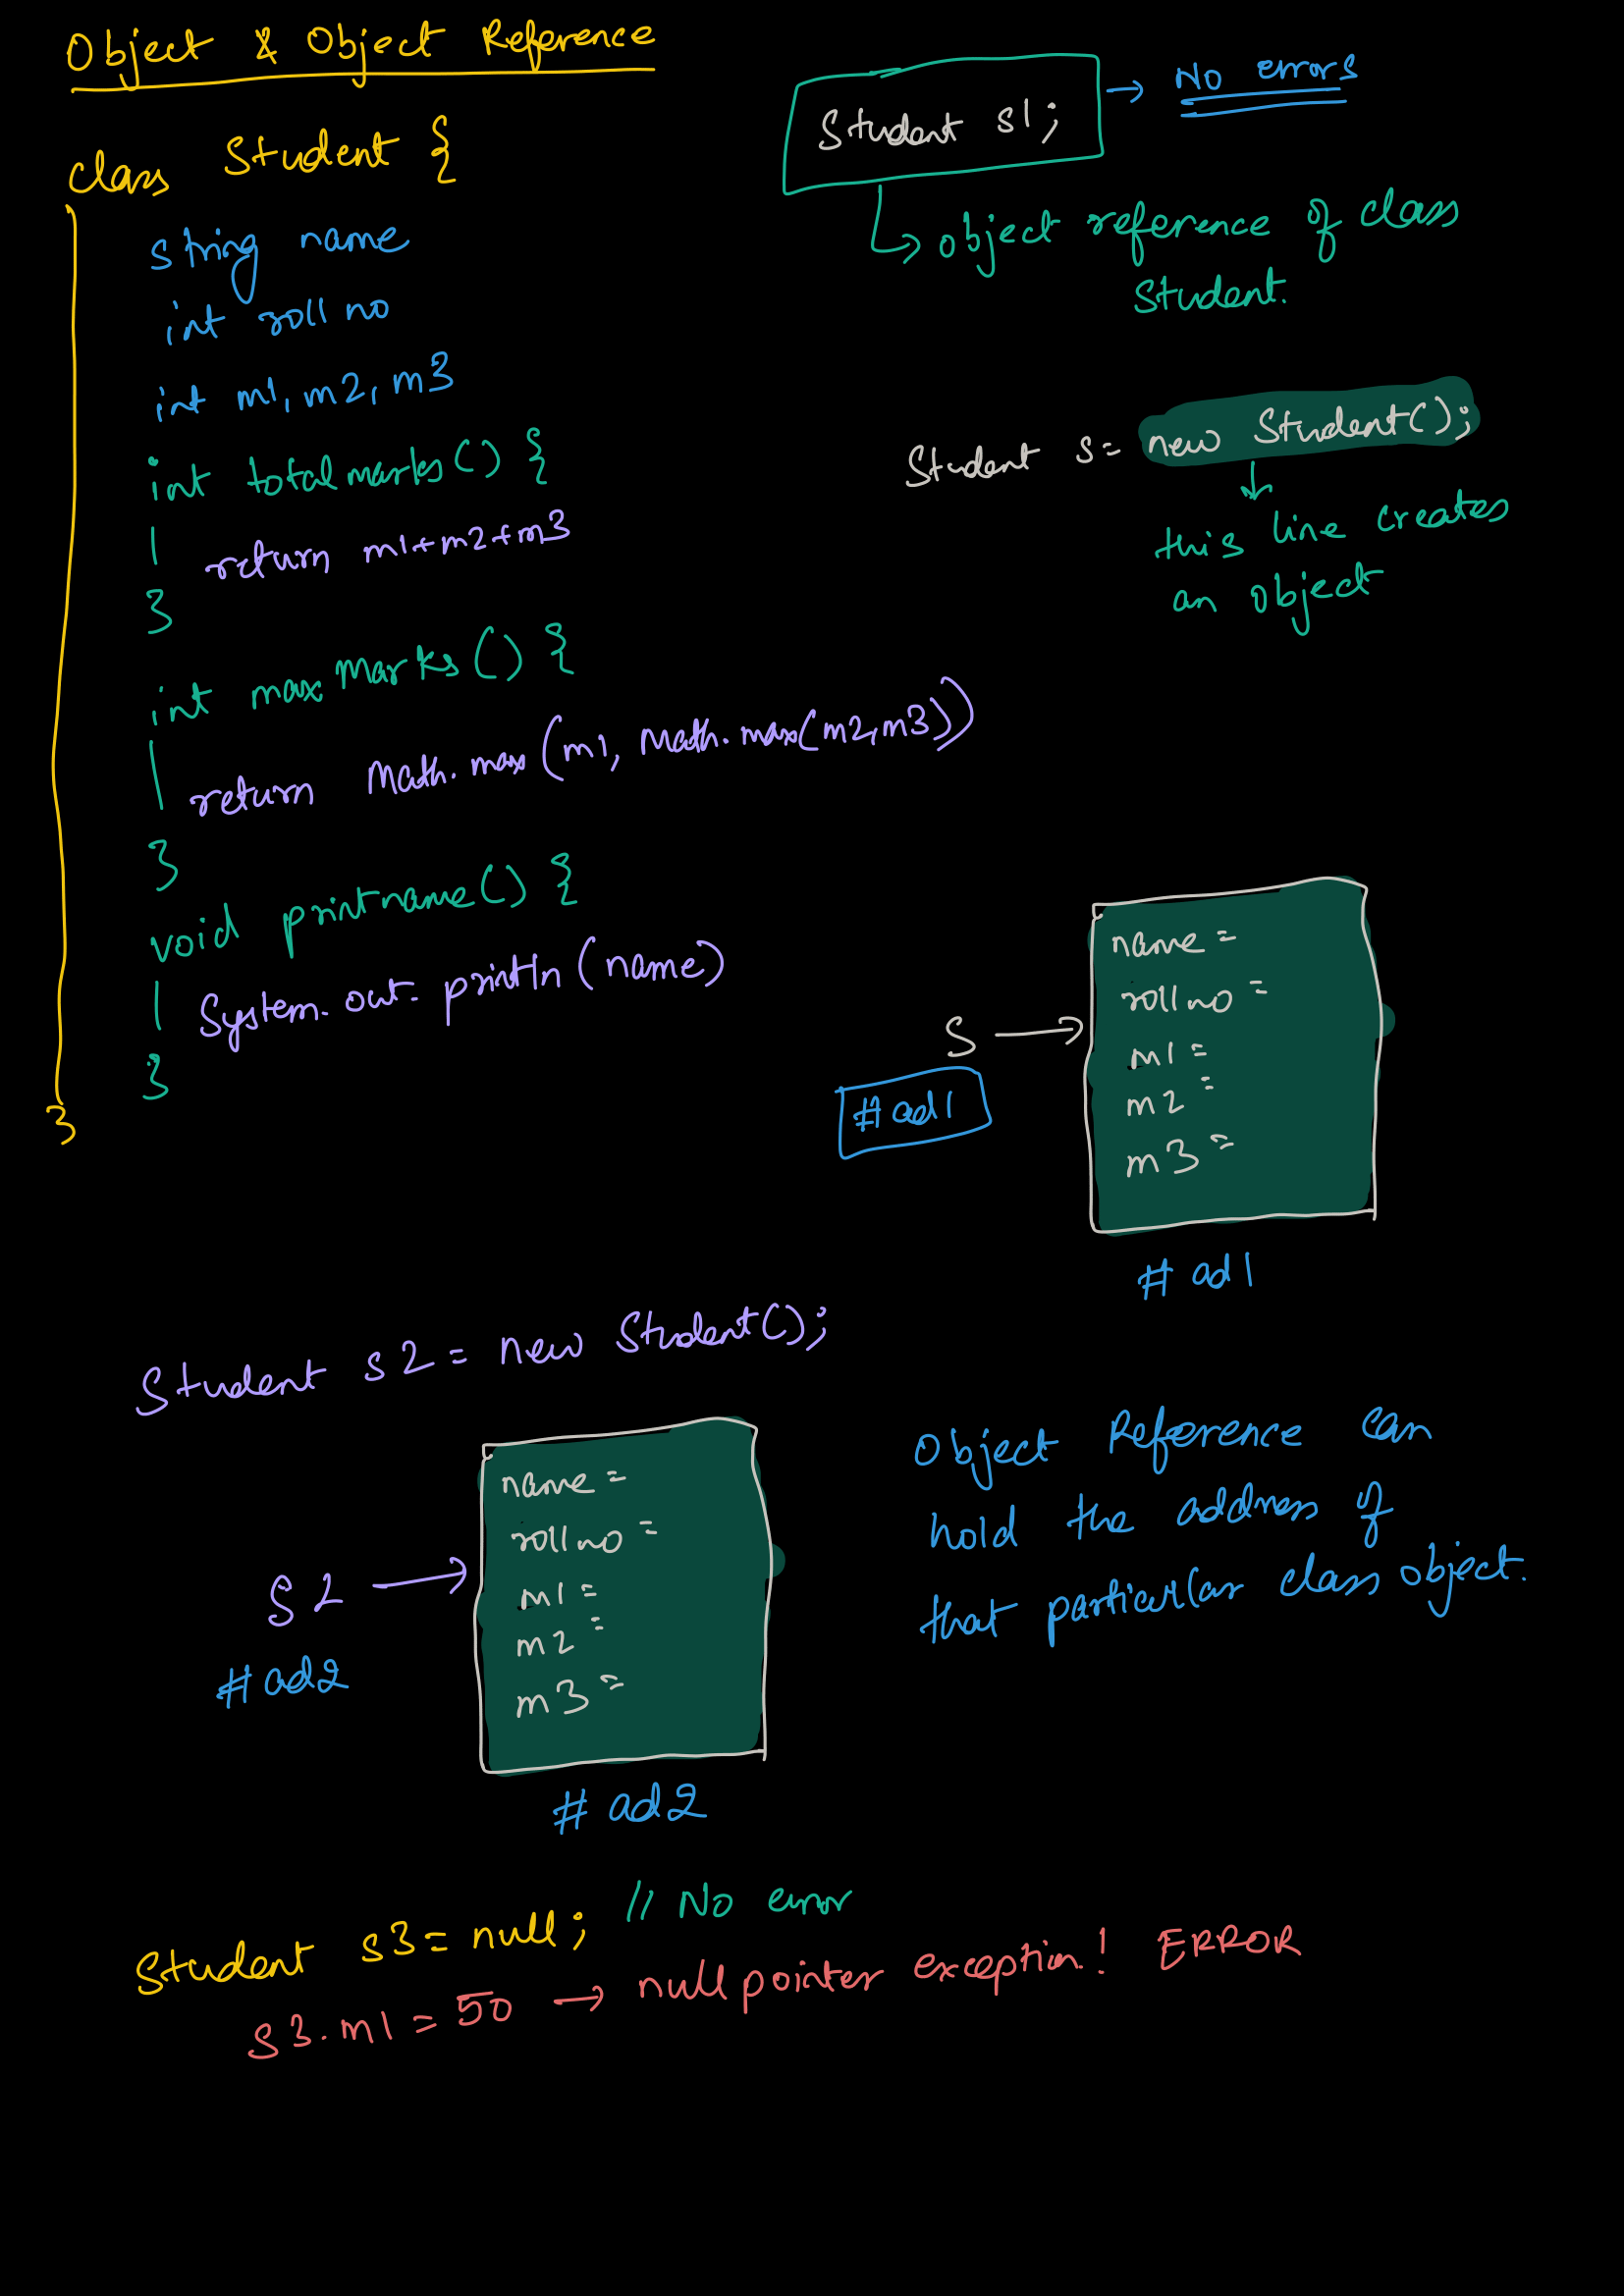 Object & Object Reference
class Student {
string name
int roll no
int m1, m2, m3
int total marks() {
return m1+m2+m3
}
int max marks() {
return Math.max(m1, Math.max(m2,m3))
}
void printname() {
System.out.println(name)
}
}
Student s1; → No errors
object reference of class
Student.
Student s = new Student();
this line creates
an object
S →
#ad1
name =
roll no =
m1 =
m2 =
m3 =
# ad1
Student s2 = new Student();
S2 →
#ad2
name =
roll no =
m1 =
m2 =
m3 =
# ad2
Object Reference can
hold the address of
that particular class object.
Student s3 = null; // No error
s3.m1 = 50 → null pointer exception! ERROR